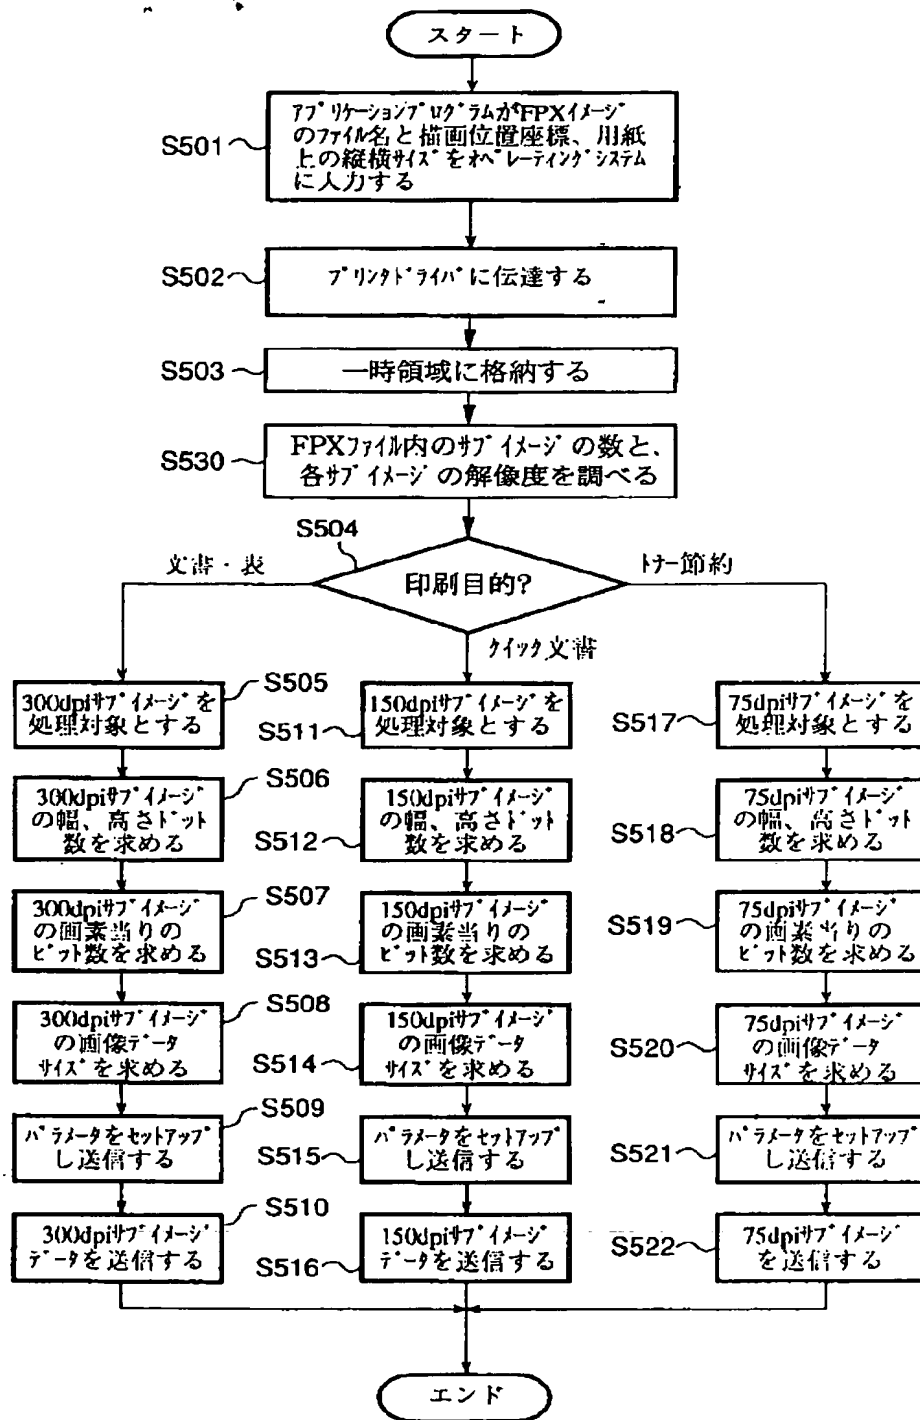 スタート
S501
アプリケーションプログラムがFPXイメージ
のファイル名と描画位置座標、用紙
上の縦横サイズをオペレーティングシステム
に入力する
S502
プリンタドライバに伝達する
S503
一時領域に格納する
S530
FPXファイル内のサブイメージの数と、
各サブイメージの解像度を調べる
S504
印刷目的?
文書・表
クイック文書
トナー節約
S505
300dpiサブイメージを
処理対象とする
S506
300dpiサブイメージ
の幅、高さドット
数を求める
S507
300dpiサブイメージ
の画素当りの
ビット数を求める
S508
300dpiサブイメージ
の画像データ
サイズを求める
S509
パラメータをセットアップ
し送信する
S510
300dpiサブイメージ
データを送信する
S511
150dpiサブイメージを
処理対象とする
S512
150dpiサブイメージ
の幅、高さドット
数を求める
S513
150dpiサブイメージ
の画素当りの
ビット数を求める
S514
150dpiサブイメージ
の画像データ
サイズを求める
S515
パラメータをセットアップ
し送信する
S516
150dpiサブイメージ
データを送信する
S517
75dpiサブイメージを
処理対象とする
S518
75dpiサブイメージ
の幅、高さドット
数を求める
S519
75dpiサブイメージ
の画素当りの
ビット数を求める
S520
75dpiサブイメージ
の画像データ
サイズを求める
S521
パラメータをセットアップ
し送信する
S522
75dpiサブイメージ
を送信する
エンド